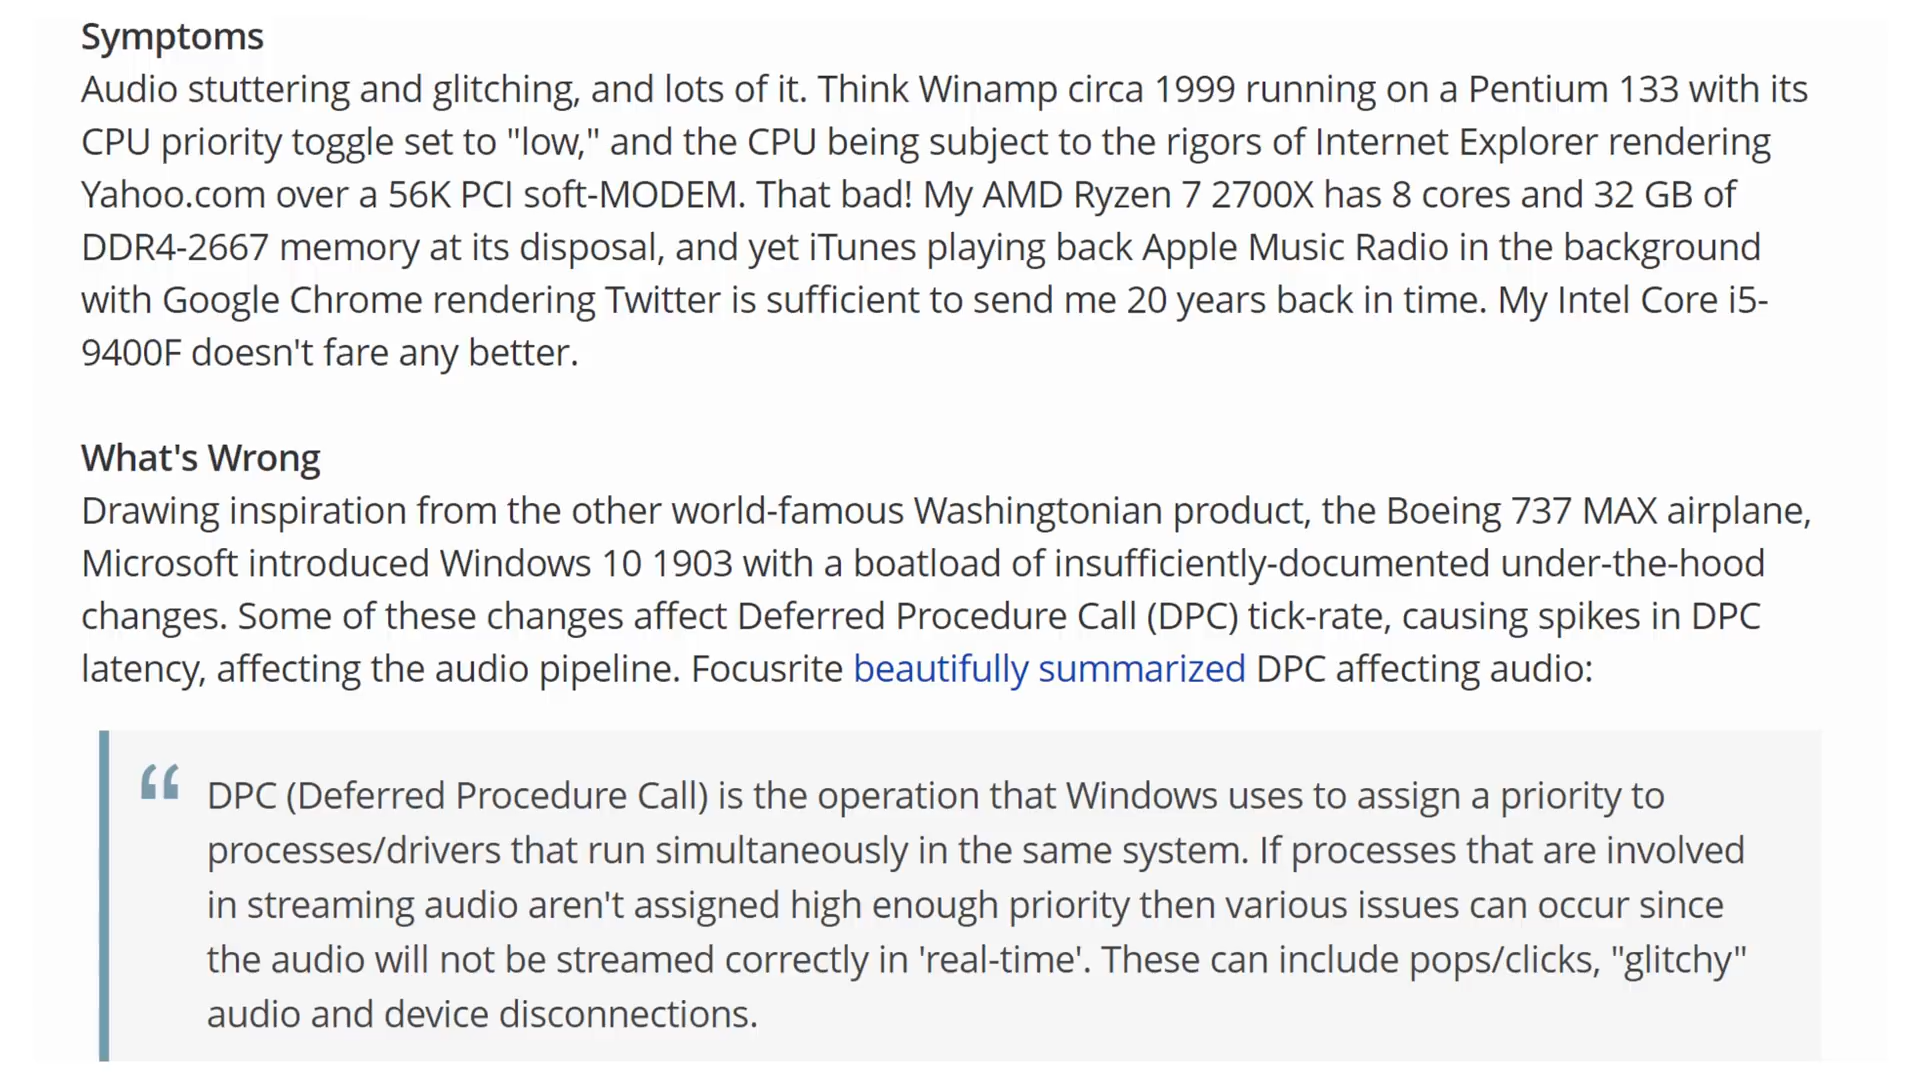 Symptoms
Audio stuttering and glitching, and lots of it. Think Winamp circa 1999 running on a Pentium 133 with its
CPU priority toggle set to "low," and the CPU being subject to the rigors of Internet Explorer rendering
Yahoo.com over a 56K PCI soft-MODEM. That bad! My AMD Ryzen 7 2700X has 8 cores and 32 GB of
DDR4-2667 memory at its disposal, and yet iTunes playing back Apple Music Radio in the background
with Google Chrome rendering Twitter is sufficient to send me 20 years back in time. My Intel Core i5-
9400F doesn't fare any better.
What's Wrong
Drawing inspiration from the other world-famous Washingtonian product, the Boeing 737 MAX airplane,
Microsoft introduced Windows 10 1903 with a boatload of insufficiently-documented under-the-hood
changes. Some of these changes affect Deferred Procedure Call (DPC) tick-rate, causing spikes in DPC
latency, affecting the audio pipeline. Focusrite beautifully summarized DPC affecting audio:
“ DPC (Deferred Procedure Call) is the operation that Windows uses to assign a priority to
processes/drivers that run simultaneously in the same system. If processes that are involved
in streaming audio aren't assigned high enough priority then various issues can occur since
the audio will not be streamed correctly in 'real-time'. These can include pops/clicks, "glitchy"
audio and device disconnections.